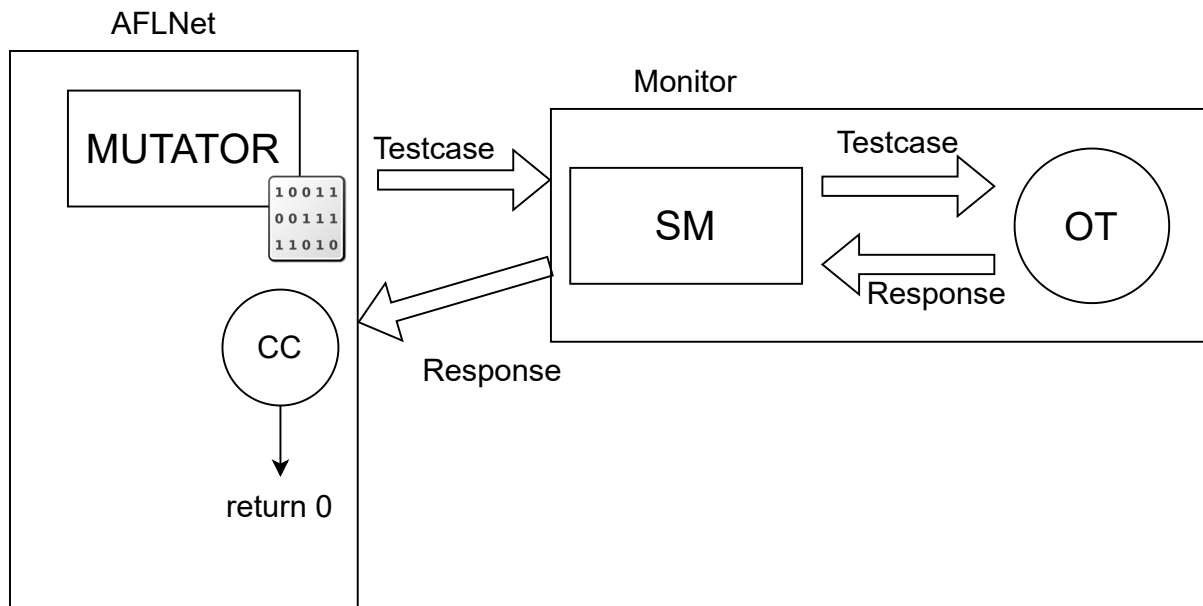 AFLNet
Monitor
MUTATOR
10011
00111
11010
Testcase
Testcase
SM
OT
Response
CC
Response
return 0